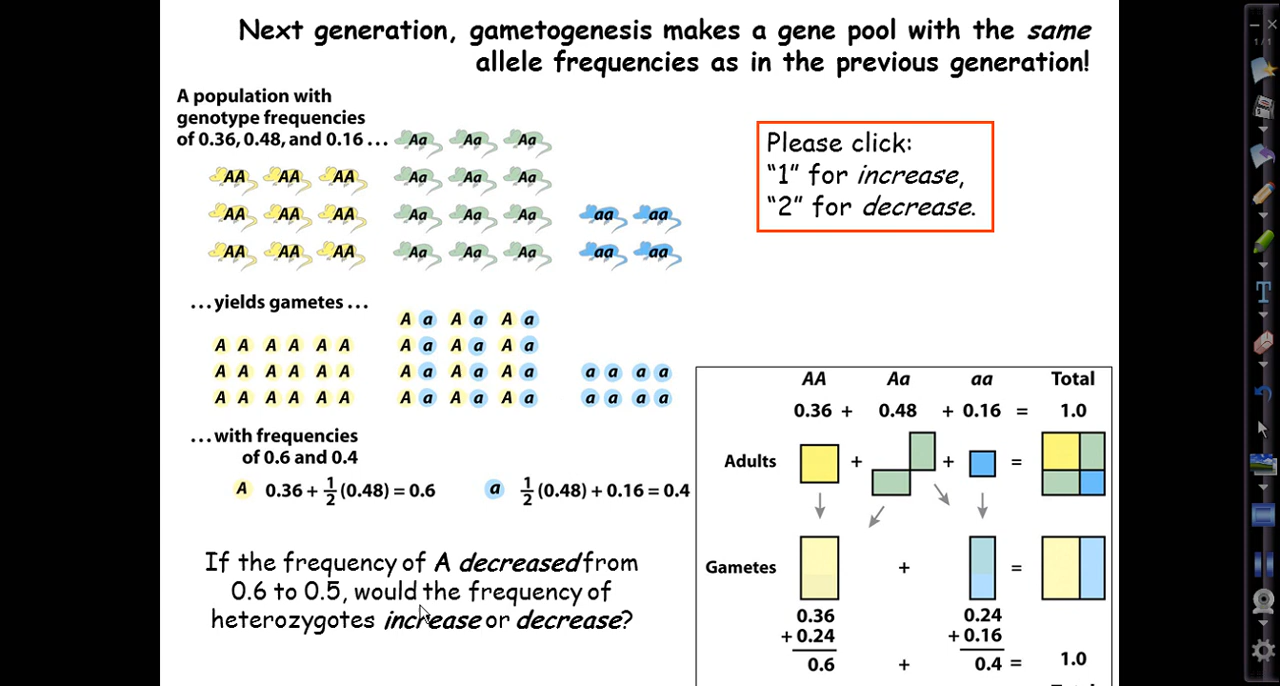 Next generation, gametogenesis makes a gene pool with the same
allele frequencies as in the previous generation!
A population with
genotype frequencies
of 0.36, 0.48, and 0.16 ...
Aa Aa Aa
AA AA AA Aa Aa Aa
AA AA AA Aa Aa Aa aa aa
AA AA AA Aa Aa Aa aa aa
Please click:
“1” for increase,
“2” for decrease.
...yields gametes ...
A a A a A a
A A A A A A A a A a A a
A A A A A A A a A a A a a a a a
A A A A A A A a A a A a a a a a
...with frequencies
of 0.6 and 0.4
A 0.36 + 1/2 (0.48) = 0.6 a 1/2 (0.48) + 0.16 = 0.4
If the frequency of A decreased from
0.6 to 0.5, would the frequency of
heterozygotes increase or decrease?
AA Aa aa Total
0.36 + 0.48 + 0.16 = 1.0
Adults + + =
Gametes + =
0.36 0.24
+ 0.24 + 0.16
0.6 + 0.4 = 1.0
1/1
T